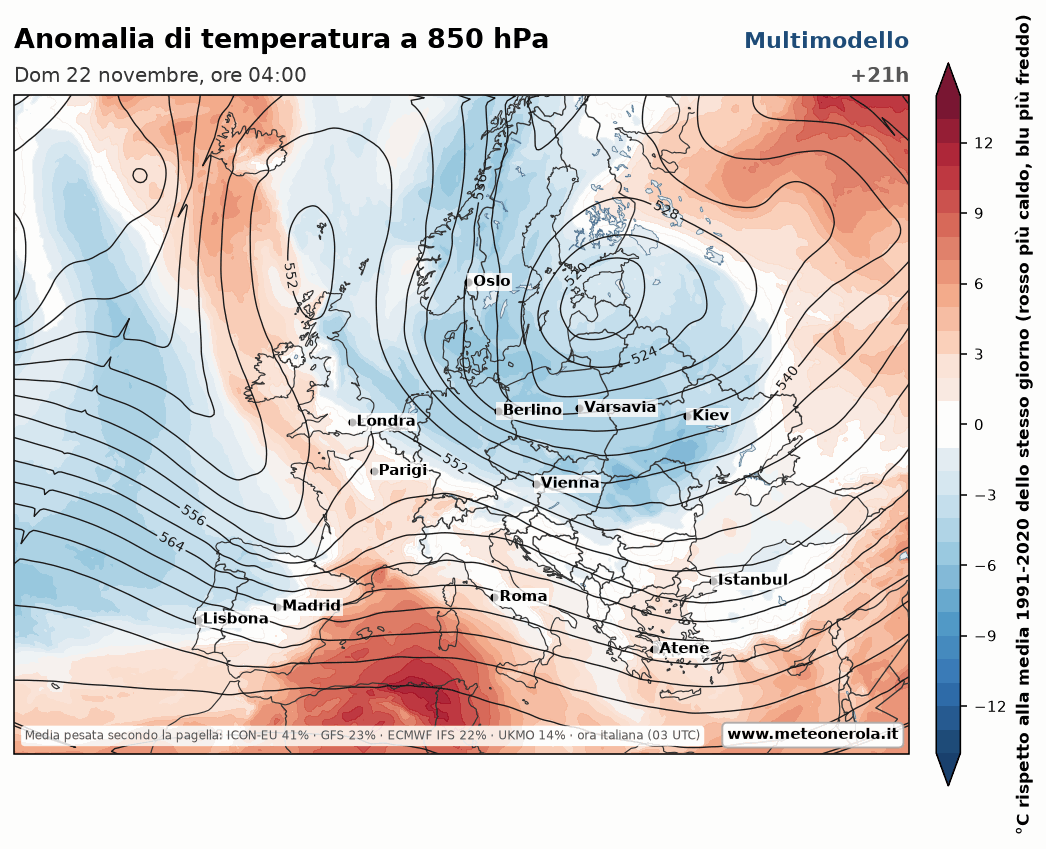 Anomalia di temperatura a 850 hPa
Multimodello
Dom 22 novembre, ore 04:00
+21h
536
528
552
520
Oslo
524
540
Berlino
Varsavia
Kiev
Londra
552
Parigi
Vienna
556
564
Istanbul
Roma
Madrid
Lisbona
Atene
Media pesata secondo la pagella: ICON-EU 41% · GFS 23% · ECMWF IFS 22% · UKMO 14% · ora italiana (03 UTC)
www.meteonerola.it
12
9
6
3
0
−3
−6
−9
−12
°C rispetto alla media 1991-2020 dello stesso giorno (rosso più caldo, blu più freddo)